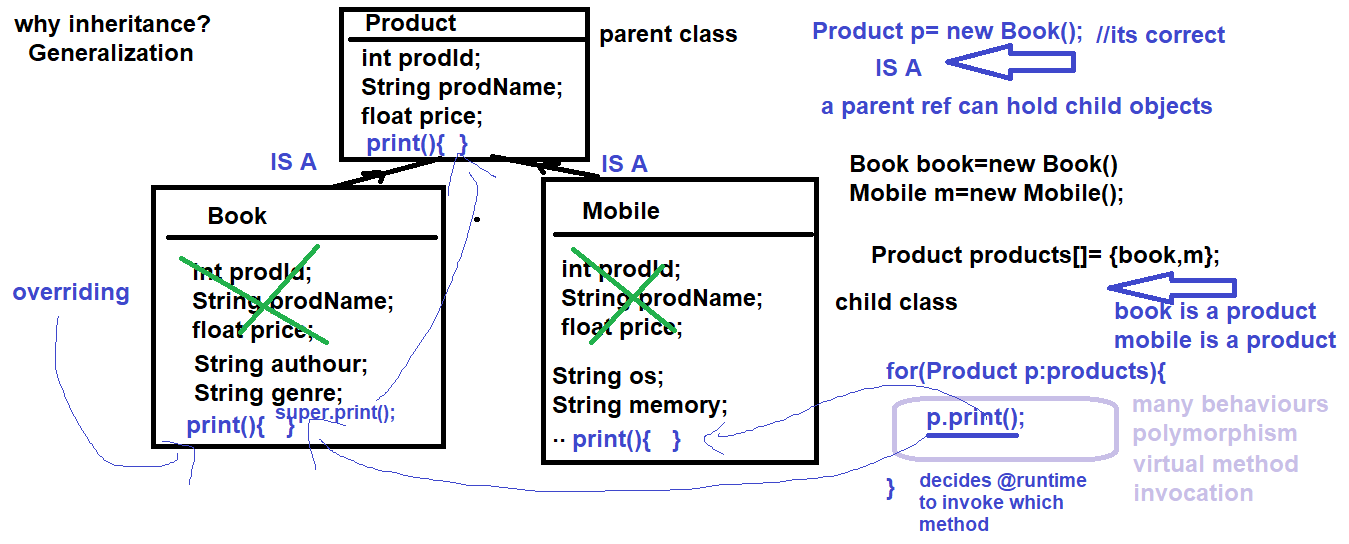 why inheritance?
Generalization
Product
int prodId;
String prodName;
float price;
print(){  }
parent class
IS A
IS A
Book
int prodId;
String prodName;
float price;
String authour;
String genre;
print(){   }
super.print();
overriding
Mobile
int prodId;
String prodName;
float price;
String os;
String memory;
.. print(){   }
child class
Product p= new Book();  //its correct
IS A
a parent ref can hold child objects
Book book=new Book()
Mobile m=new Mobile();
Product products[]= {book,m};
book is a product
mobile is a product
for(Product p:products){
p.print();
}
many behaviours
polymorphism
virtual method
invocation
decides @runtime
to invoke which
method